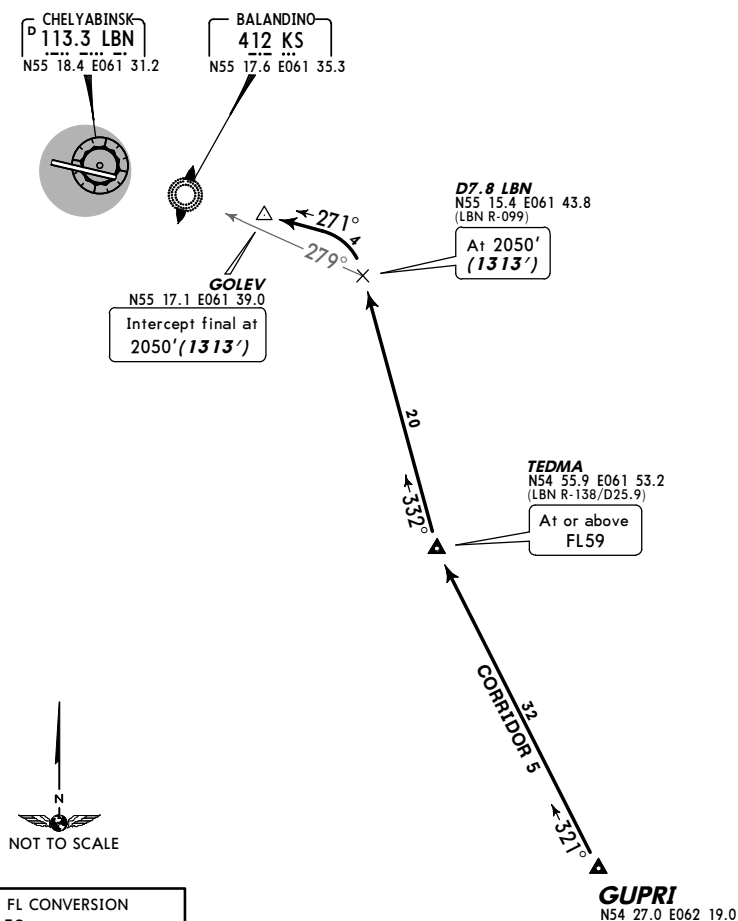 CHELYABINSK
D 113.3 LBN
N55 18.4 E061 31.2
BALANDINO
412 KS
N55 17.6 E061 35.3
D7.8 LBN
N55 15.4 E061 43.8
(LBN R-099)
At 2050'
(1313')
271°
4
279°
GOLEV
N55 17.1 E061 39.0
Intercept final at
2050'(1313')
20
332°
TEDMA
N54 55.9 E061 53.2
(LBN R-138/D25.9)
At or above
FL59
CORRIDOR 5
32
321°
N
NOT TO SCALE
GUPRI
N54 27.0 E062 19.0
FL CONVERSION